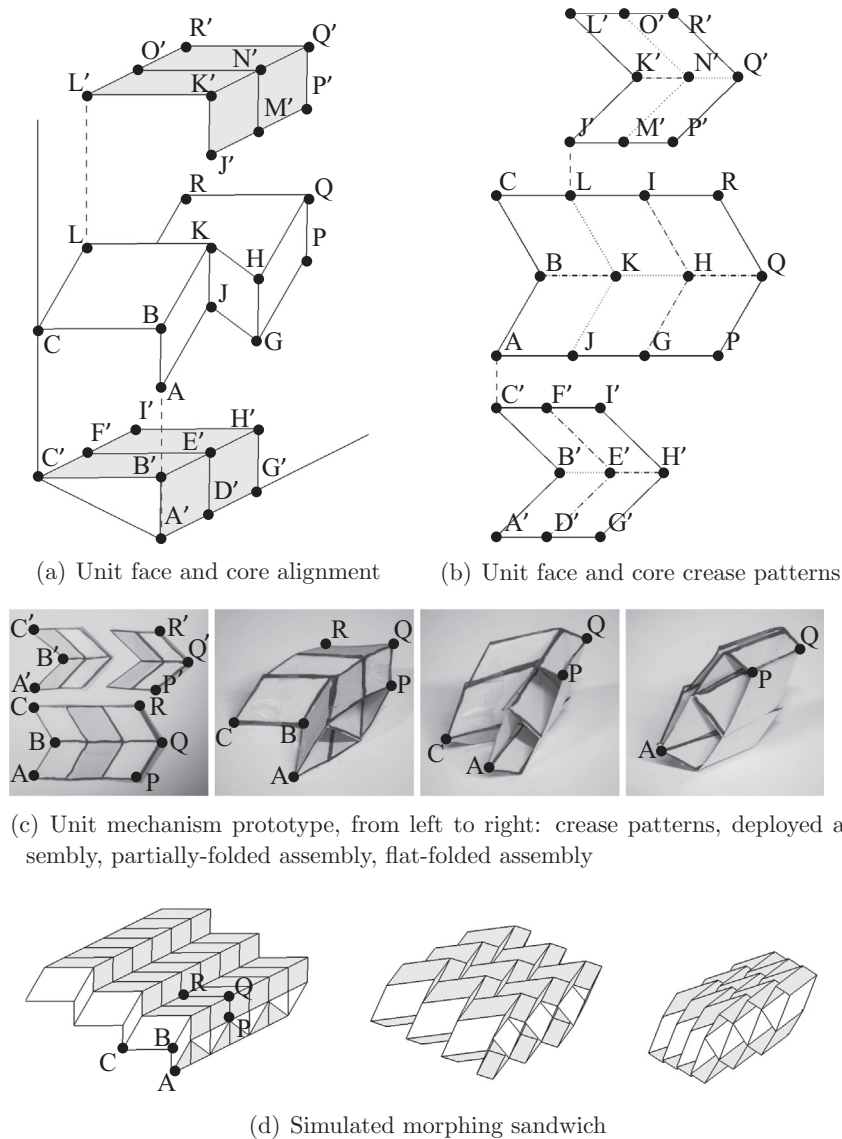 R′
Q′
O′
N′
L′
K′
P′
M′
J′
R
Q
L
K
H
P
J
B
C
G
A
I′
F′
H′
E′
C′
B′
G′
D′
A′
L′ O′ R′
K′ N′ Q′
J′ M′ P′
C L I R
B K H Q
A J G P
C′ F′ I′
B′ E′ H′
A′ D′ G′
(a) Unit face and core alignment
(b) Unit face and core crease patterns
C′ R′
B′ Q′
A′ P′
C R
B Q
A P
R Q
P
C B
A
Q
P
C
A
Q
P
A
(c) Unit mechanism prototype, from left to right: crease patterns, deployed a
sembly, partially-folded assembly, flat-folded assembly
R Q
P
B
C
A
(d) Simulated morphing sandwich